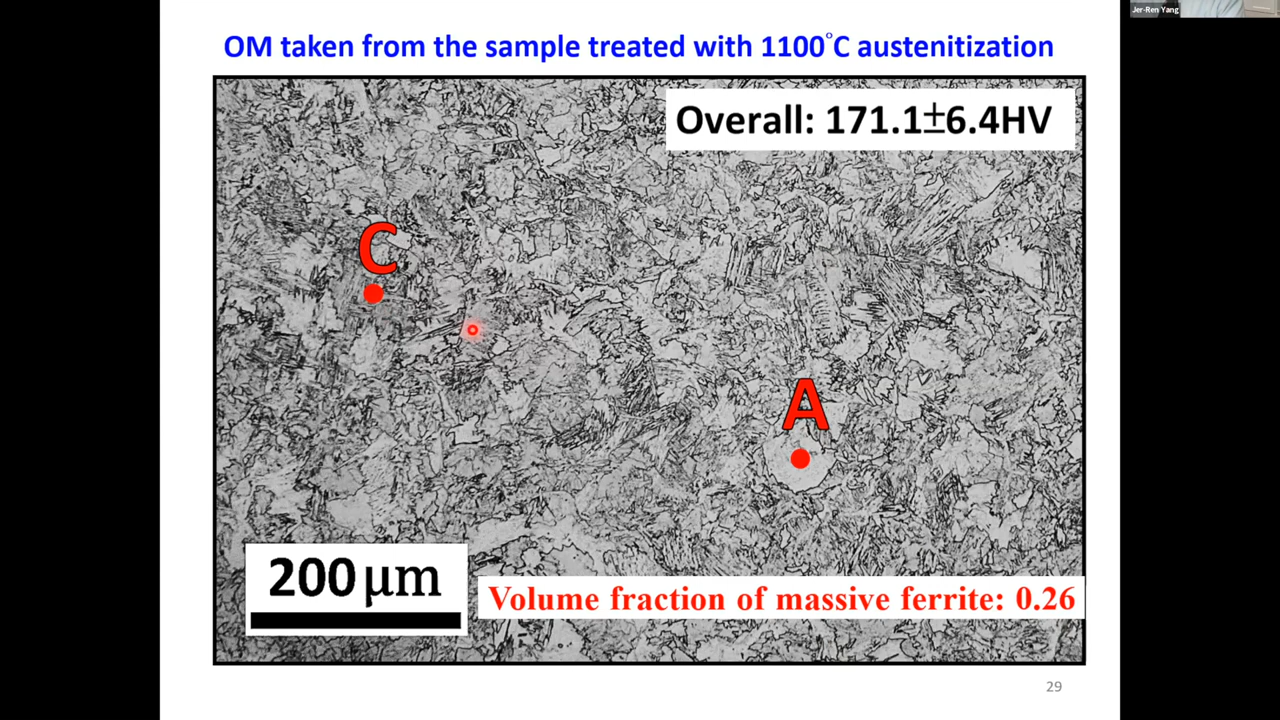 Jer-Ren Yang
OM taken from the sample treated with 1100°C austenitization
Overall: 171.1±6.4HV
C
A
200μm
Volume fraction of massive ferrite: 0.26
29